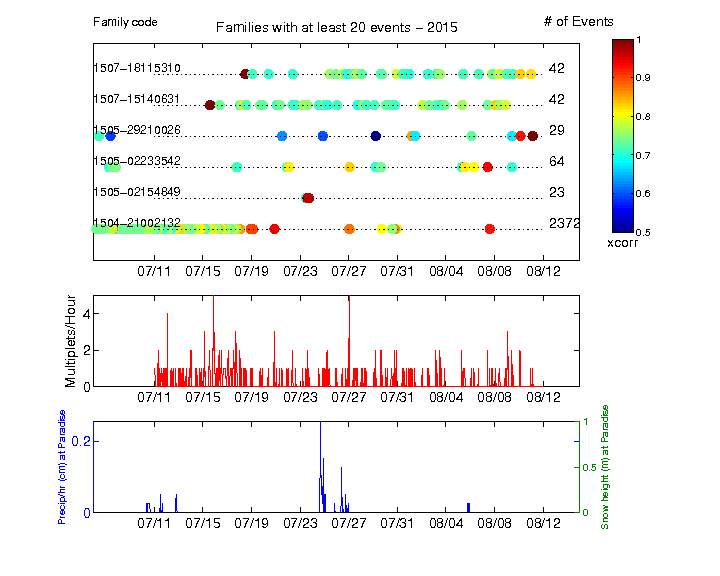 Family code
Families with at least 20 events − 2015
# of Events
1507−18115310 42
1507−15140631 42
1505−29210026 29
1505−02233542 64
1505−02154849 23
1504−21002132 2372
07/11 07/15 07/19 07/23 07/27 07/31 08/04 08/08 08/12
1
0.9
0.8
0.7
0.6
0.5
xcorr
Multiplets/Hour
4
2
0
07/11 07/15 07/19 07/23 07/27 07/31 08/04 08/08 08/12
Precip/hr (cm) at Paradise
0.2
0
1
0.5
0
Snow height (m) at Paradise
07/11 07/15 07/19 07/23 07/27 07/31 08/04 08/08 08/12